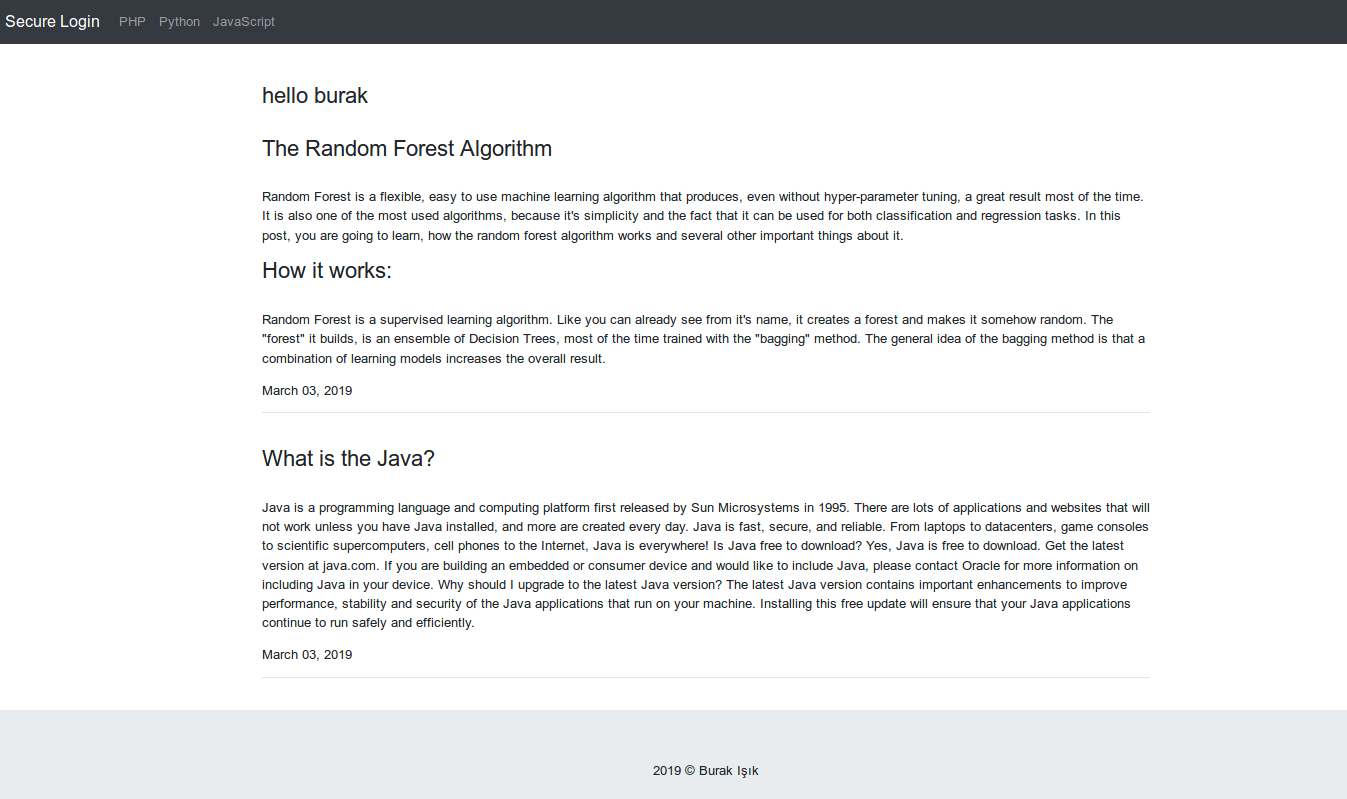 Secure Login PHP Python JavaScript
hello burak
The Random Forest Algorithm
Random Forest is a flexible, easy to use machine learning algorithm that produces, even without hyper-parameter tuning, a great result most of the time.
It is also one of the most used algorithms, because it's simplicity and the fact that it can be used for both classification and regression tasks. In this
post, you are going to learn, how the random forest algorithm works and several other important things about it.
How it works:
Random Forest is a supervised learning algorithm. Like you can already see from it's name, it creates a forest and makes it somehow random. The
"forest" it builds, is an ensemble of Decision Trees, most of the time trained with the "bagging" method. The general idea of the bagging method is that a
combination of learning models increases the overall result.
March 03, 2019
What is the Java?
Java is a programming language and computing platform first released by Sun Microsystems in 1995. There are lots of applications and websites that will
not work unless you have Java installed, and more are created every day. Java is fast, secure, and reliable. From laptops to datacenters, game consoles
to scientific supercomputers, cell phones to the Internet, Java is everywhere! Is Java free to download? Yes, Java is free to download. Get the latest
version at java.com. If you are building an embedded or consumer device and would like to include Java, please contact Oracle for more information on
including Java in your device. Why should I upgrade to the latest Java version? The latest Java version contains important enhancements to improve
performance, stability and security of the Java applications that run on your machine. Installing this free update will ensure that your Java applications
continue to run safely and efficiently.
March 03, 2019
2019 © Burak Işık